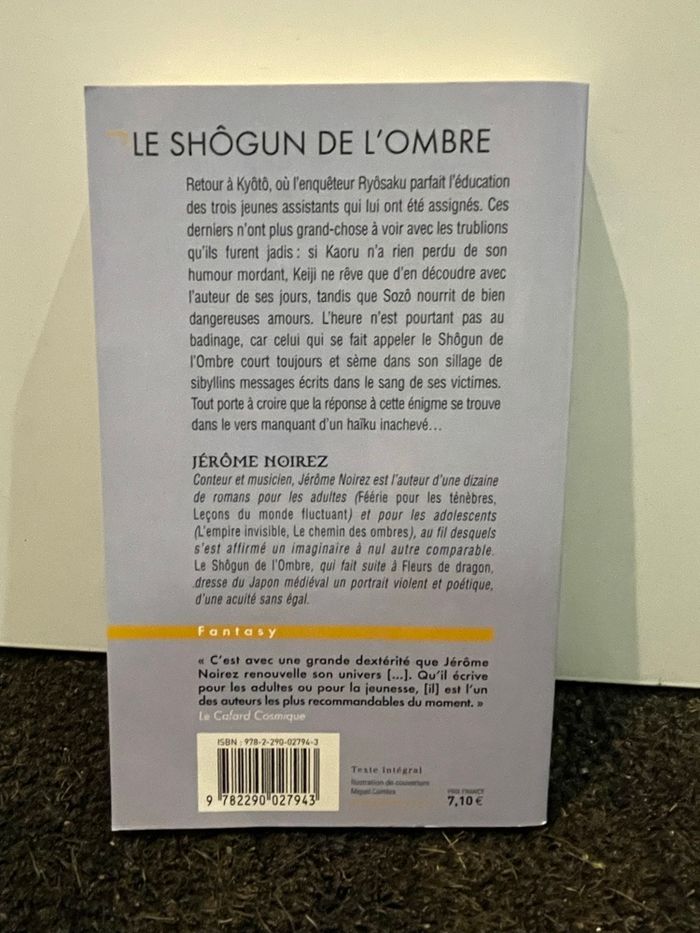 LE SHÔGUN DE L'OMBRE
Retour à Kyôtô, où l'enquêteur Ryôsaku parfait l'éducation
des trois jeunes assistants qui lui ont été assignés. Ces
derniers n'ont plus grand-chose à voir avec les trublions
qu'ils furent jadis : si Kaoru n'a rien perdu de son
humour mordant, Keiji ne rêve que d'en découdre avec
l'auteur de ses jours, tandis que Sozô nourrit de bien
dangereuses amours. L'heure n'est pourtant pas au
badinage, car celui qui se fait appeler le Shôgun de
l'Ombre court toujours et sème dans son sillage de
sibyllins messages écrits dans le sang de ses victimes.
Tout porte à croire que la réponse à cette énigme se trouve
dans le vers manquant d'un haïku inachevé...
JÉRÔME NOIREZ
Conteur et musicien, Jérôme Noirez est l'auteur d'une dizaine
de romans pour les adultes (Féérie pour les ténèbres,
Leçons du monde fluctuant) et pour les adolescents
(L'empire invisible, Le chemin des ombres), au fil desquels
s'est affirmé un imaginaire à nul autre comparable.
Le Shôgun de l'Ombre, qui fait suite à Fleurs de dragon,
dresse du Japon médiéval un portrait violent et poétique,
d'une acuité sans égal.
Fantasy
« C'est avec une grande dextérité que Jérôme
Noirez renouvelle son univers [...]. Qu'il écrive
pour les adultes ou pour la jeunesse, [il] est l'un
des auteurs les plus recommandables du moment. »
Le Cafard Cosmique
ISBN : 978-2-290-02794-3
9 782290 027943
Texte intégral
Illustration de couverture
Miguel Coimbra
PRIX FRANCE
7,10 €